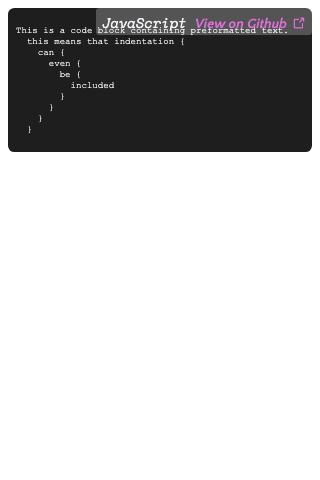 JavaScript View on Github
This is a code block containing preformatted text.
  this means that indentation {
    can {
      even {
        be {
          included
        }
      }
    }
  }